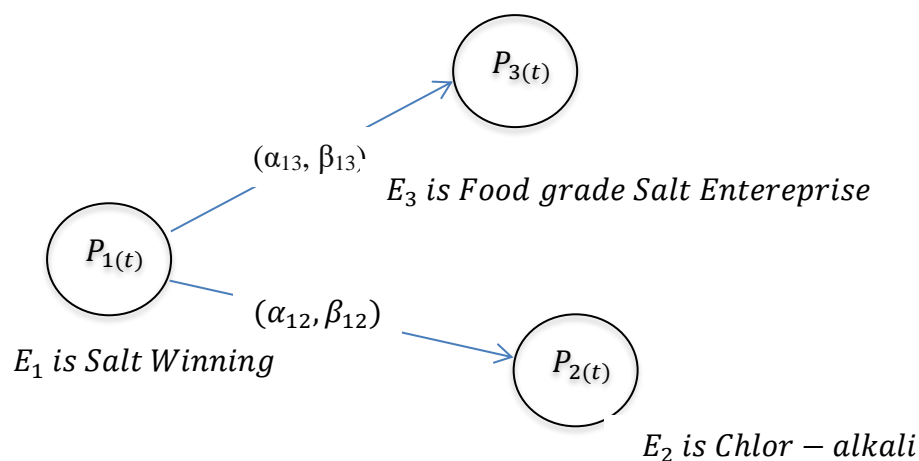 P₃₍ₜ₎
(α₁₃, β₁₃)
E₃ is Food grade Salt Entereprise
P₁₍ₜ₎
(α₁₂, β₁₂)
E₁ is Salt Winning
P₂₍ₜ₎
E₂ is Chlor − alkali